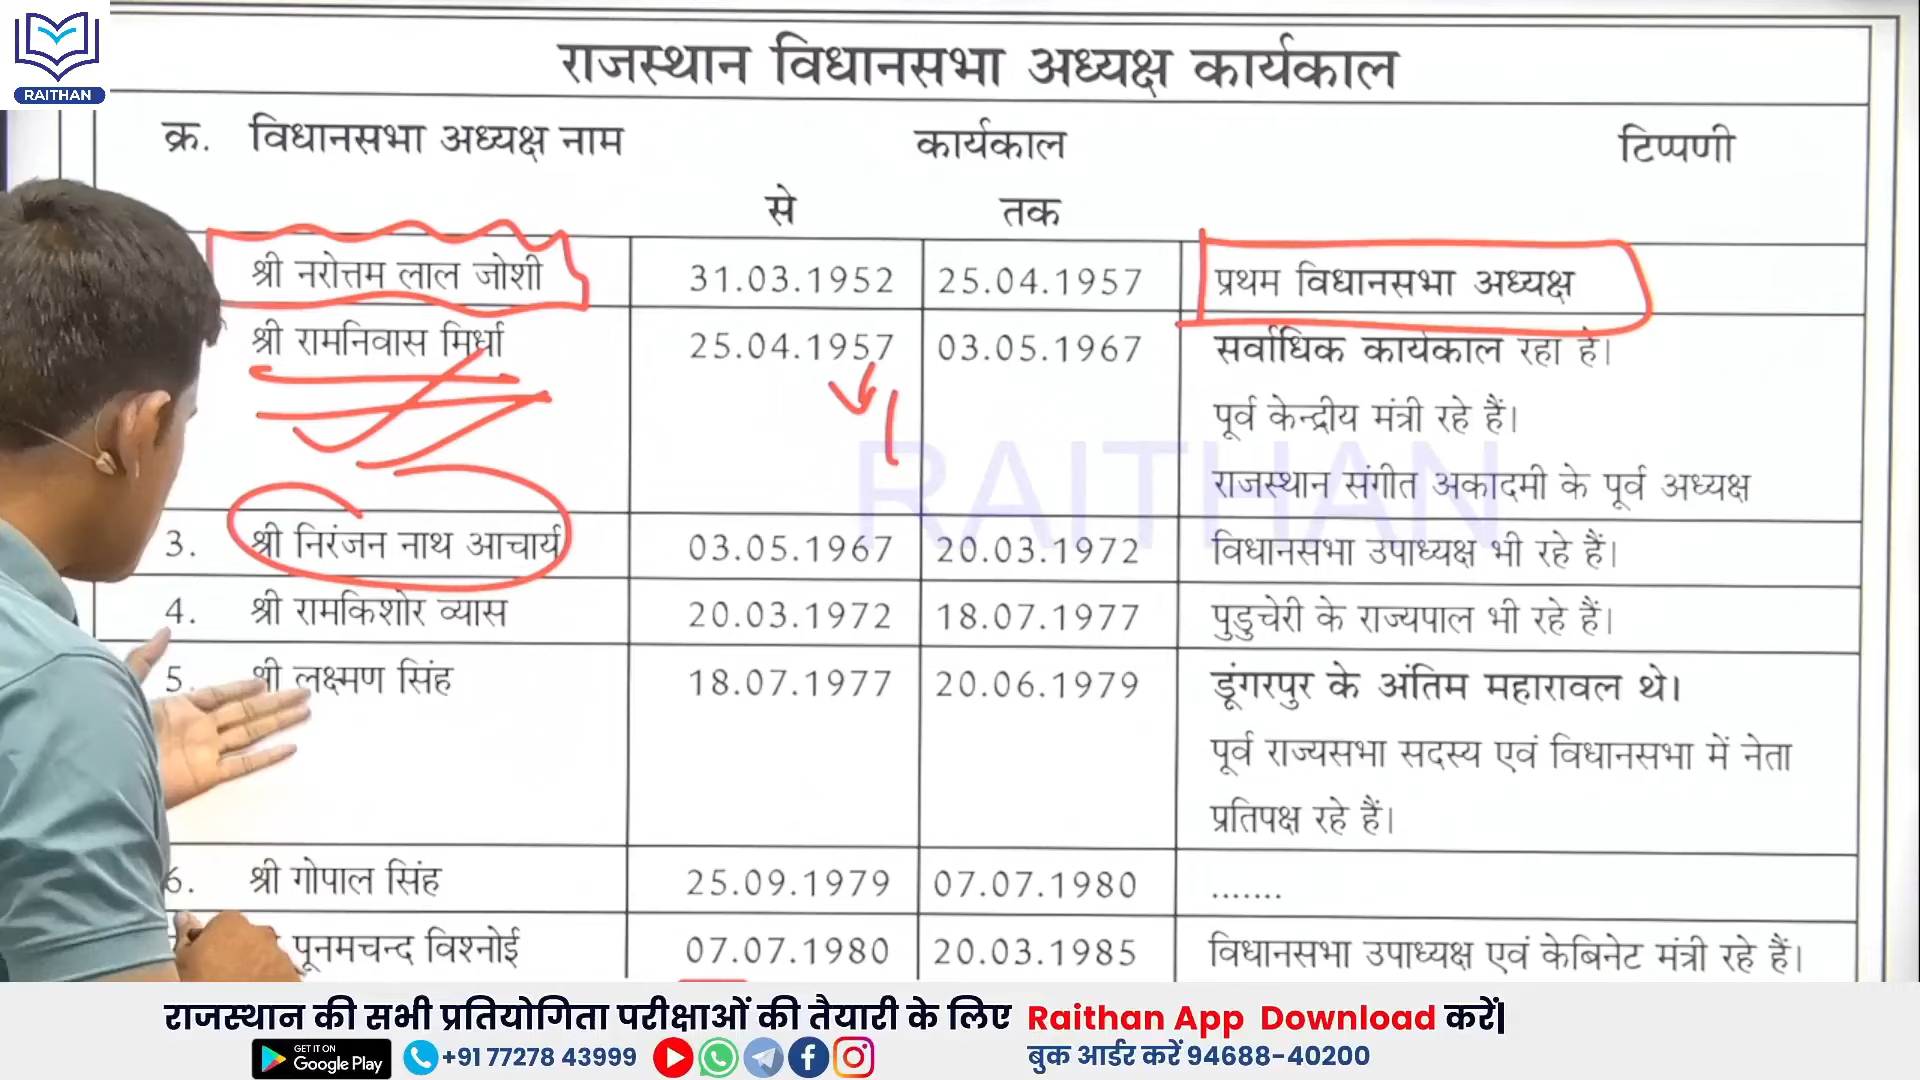 RAITHAN
राजस्थान विधानसभा अध्यक्ष कार्यकाल
क्र. विधानसभा अध्यक्ष नाम कार्यकाल टिप्पणी
से तक
श्री नरोत्तम लाल जोशी 31.03.1952 25.04.1957 प्रथम विधानसभा अध्यक्ष
श्री रामनिवास मिर्धा 25.04.1957 03.05.1967 सर्वाधिक कार्यकाल रहा है।
पूर्व केन्द्रीय मंत्री रहे हैं।
RAITHAN
राजस्थान संगीत अकादमी के पूर्व अध्यक्ष
3. श्री निरंजन नाथ आचार्य 03.05.1967 20.03.1972 विधानसभा उपाध्यक्ष भी रहे हैं।
4. श्री रामकिशोर व्यास 20.03.1972 18.07.1977 पुडुचेरी के राज्यपाल भी रहे हैं।
5. श्री लक्ष्मण सिंह 18.07.1977 20.06.1979 डूंगरपुर के अंतिम महारावल थे।
पूर्व राज्यसभा सदस्य एवं विधानसभा में नेता
प्रतिपक्ष रहे हैं।
6. श्री गोपाल सिंह 25.09.1979 07.07.1980 .......
पूनमचन्द विश्नोई 07.07.1980 20.03.1985 विधानसभा उपाध्यक्ष एवं केबिनेट मंत्री रहे हैं।
राजस्थान की सभी प्रतियोगिता परीक्षाओं की तैयारी के लिए Raithan App Download करें|
GET IT ON
Google Play
+91 77278 43999
बुक आर्डर करें 94688-40200